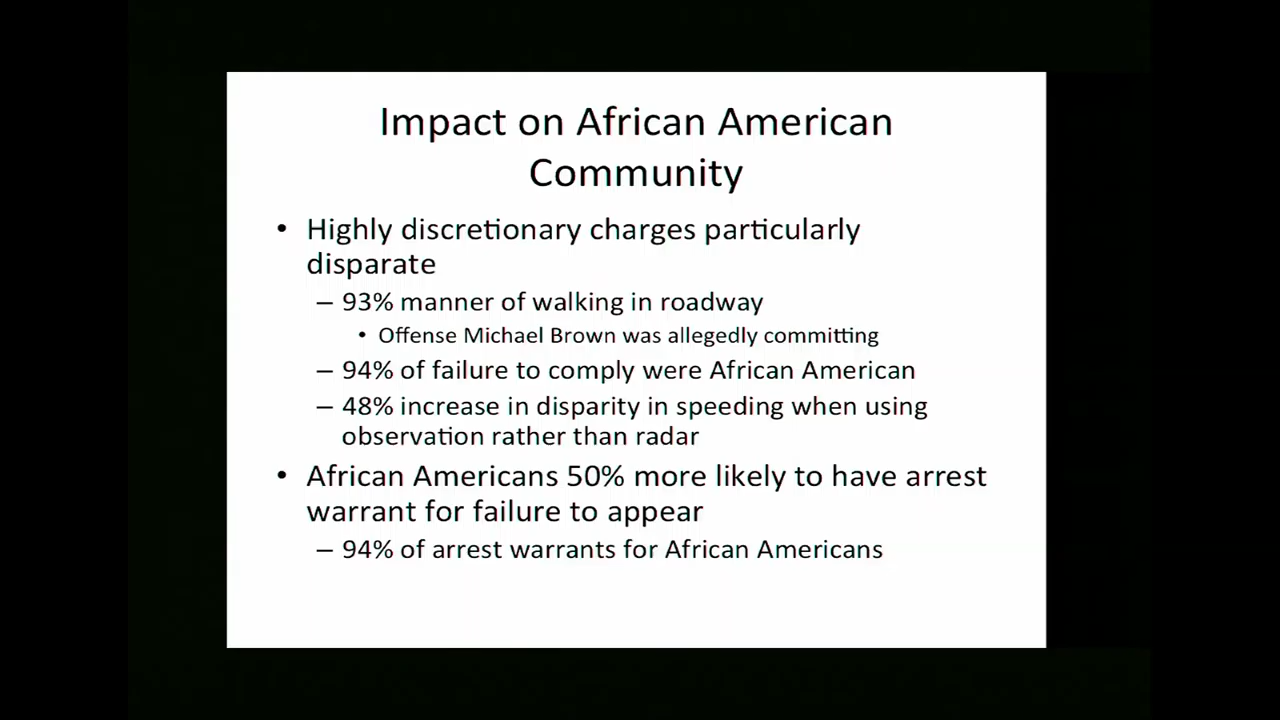 Impact on African American
Community
• Highly discretionary charges particularly
disparate
– 93% manner of walking in roadway
• Offense Michael Brown was allegedly committing
– 94% of failure to comply were African American
– 48% increase in disparity in speeding when using
observation rather than radar
• African Americans 50% more likely to have arrest
warrant for failure to appear
– 94% of arrest warrants for African Americans